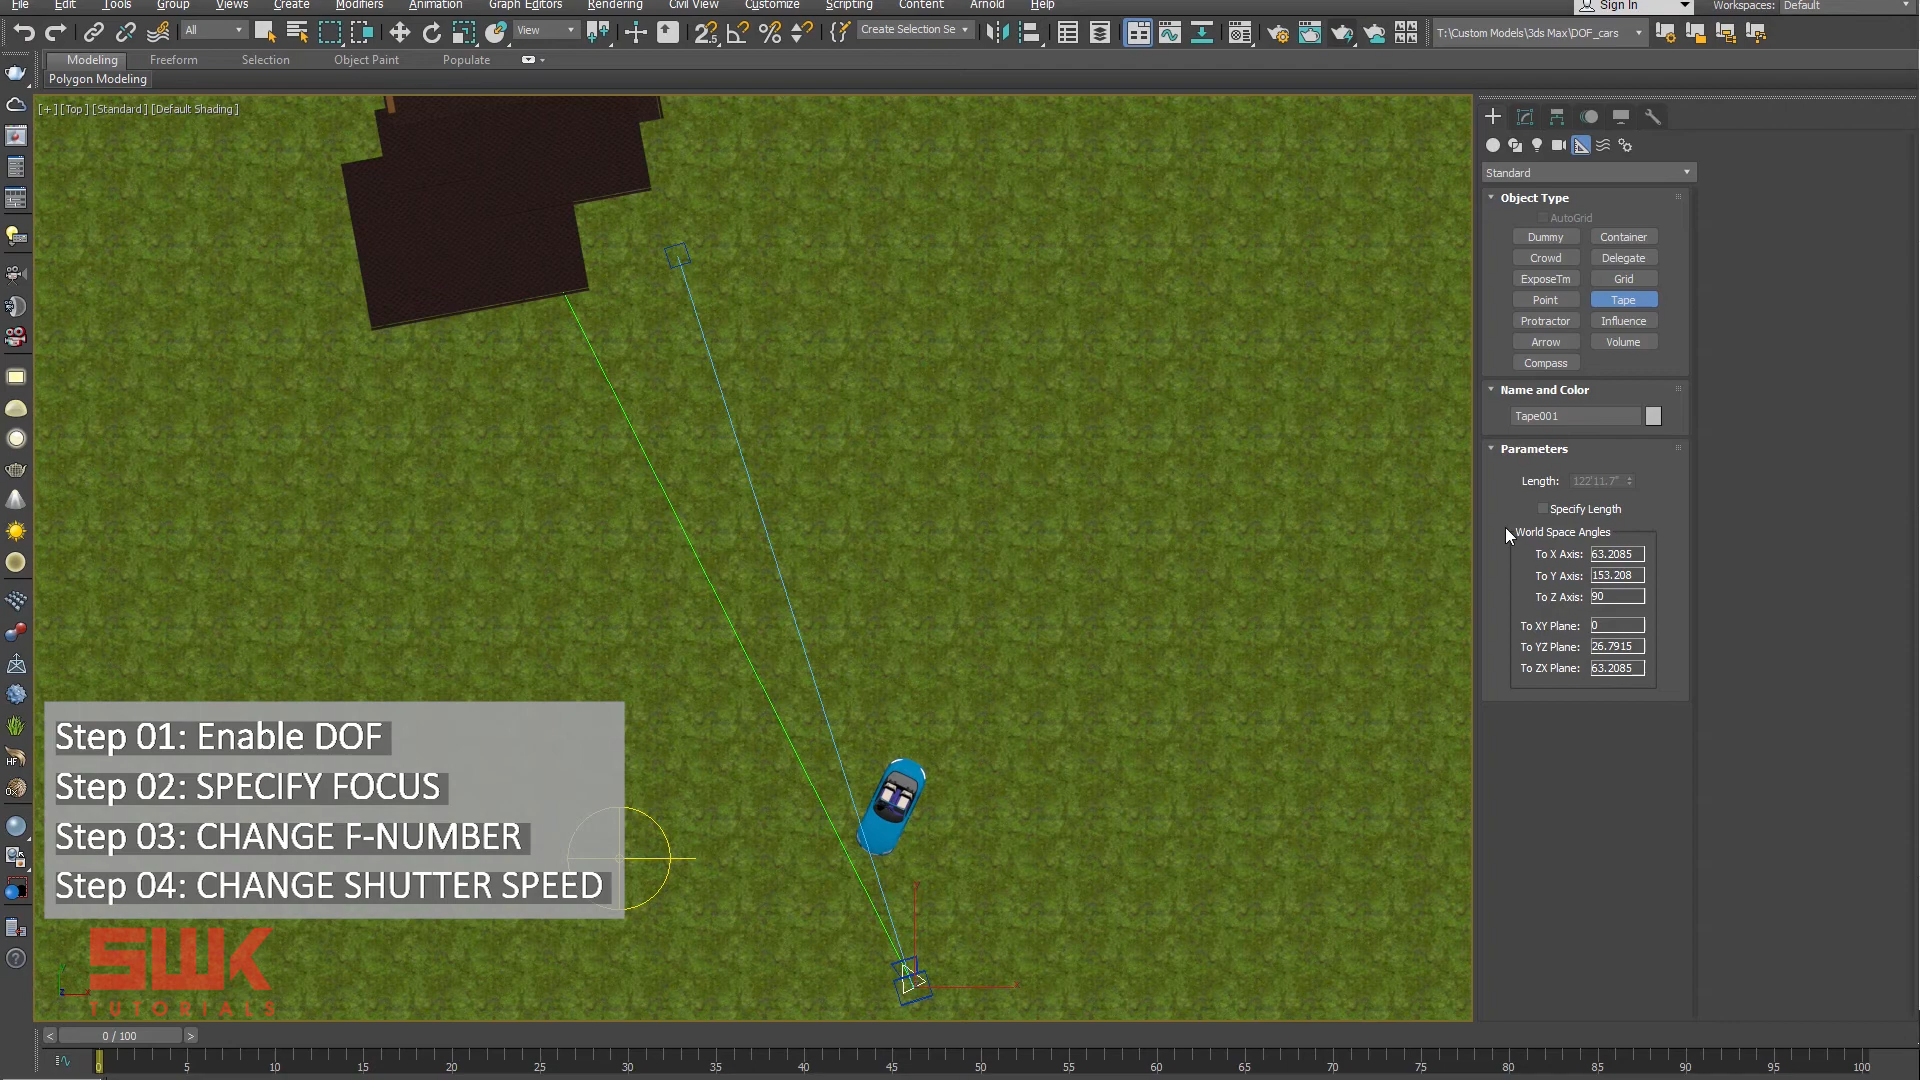 File Edit Tools Group Views Create Modifiers Animation Graph Editors Rendering Civil View Customize Scripting Content Arnold Help Sign In Workspaces: Default
All View Create Selection Se T:\Custom Models\3ds Max\DOF_cars
Modeling Freeform Selection Object Paint Populate
Polygon Modeling
[+] [Top] [Standard] [Default Shading]
Standard
Object Type
AutoGrid
Dummy Container
Crowd Delegate
ExposeTm Grid
Point Tape
Protractor Influence
Arrow Volume
Compass
Name and Color
Tape001
Parameters
Length: 122'11.7"
Specify Length
World Space Angles
To X Axis: 63.2085
To Y Axis: 153.208
To Z Axis: 90
To XY Plane: 0
To YZ Plane: 26.7915
To ZX Plane: 63.2085
Step 01: Enable DOF
Step 02: SPECIFY FOCUS
Step 03: CHANGE F-NUMBER
Step 04: CHANGE SHUTTER SPEED
SWK
TUTORIALS
< 0 / 100 >
0 5 10 15 20 25 30 35 40 45 50 55 60 65 70 75 80 85 90 95 100